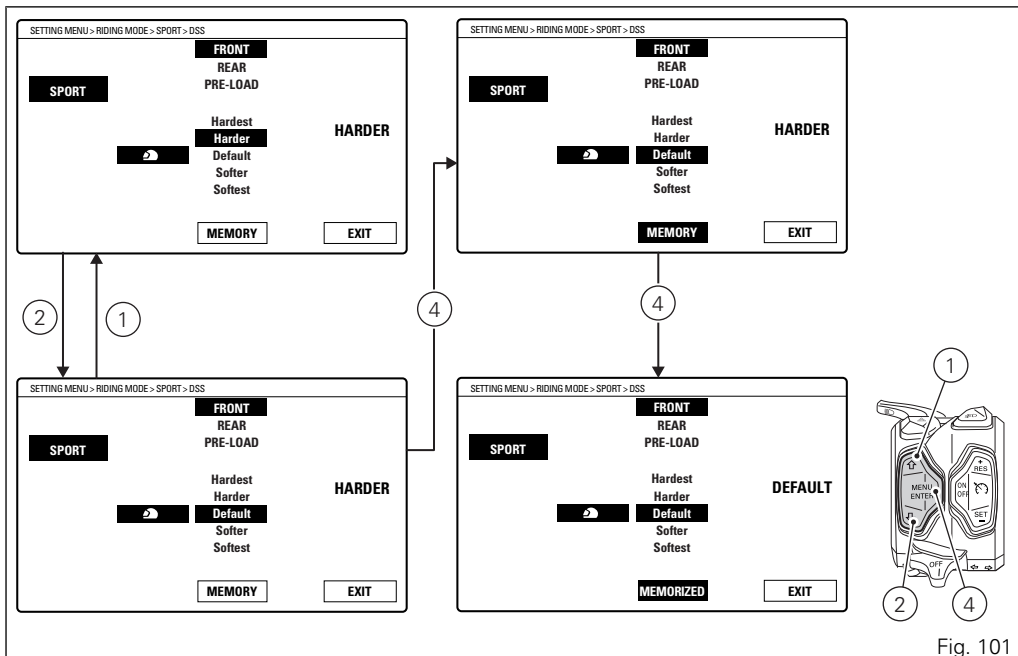 SETTING MENU > RIDING MODE > SPORT > DSS
FRONT
REAR
PRE-LOAD
SPORT
Hardest
Harder
Default
Softer
Softest
HARDER
MEMORY
EXIT
SETTING MENU > RIDING MODE > SPORT > DSS
FRONT
REAR
PRE-LOAD
SPORT
Hardest
Harder
Default
Softer
Softest
HARDER
MEMORY
EXIT
2
1
4
4
SETTING MENU > RIDING MODE > SPORT > DSS
FRONT
REAR
PRE-LOAD
SPORT
Hardest
Harder
Default
Softer
Softest
HARDER
MEMORY
EXIT
SETTING MENU > RIDING MODE > SPORT > DSS
FRONT
REAR
PRE-LOAD
SPORT
Hardest
Harder
Default
Softer
Softest
DEFAULT
MEMORIZED
EXIT
1
MENU
ENTER
+
RES
ON
OFF
SET
-
OFF
2
4
Fig. 101